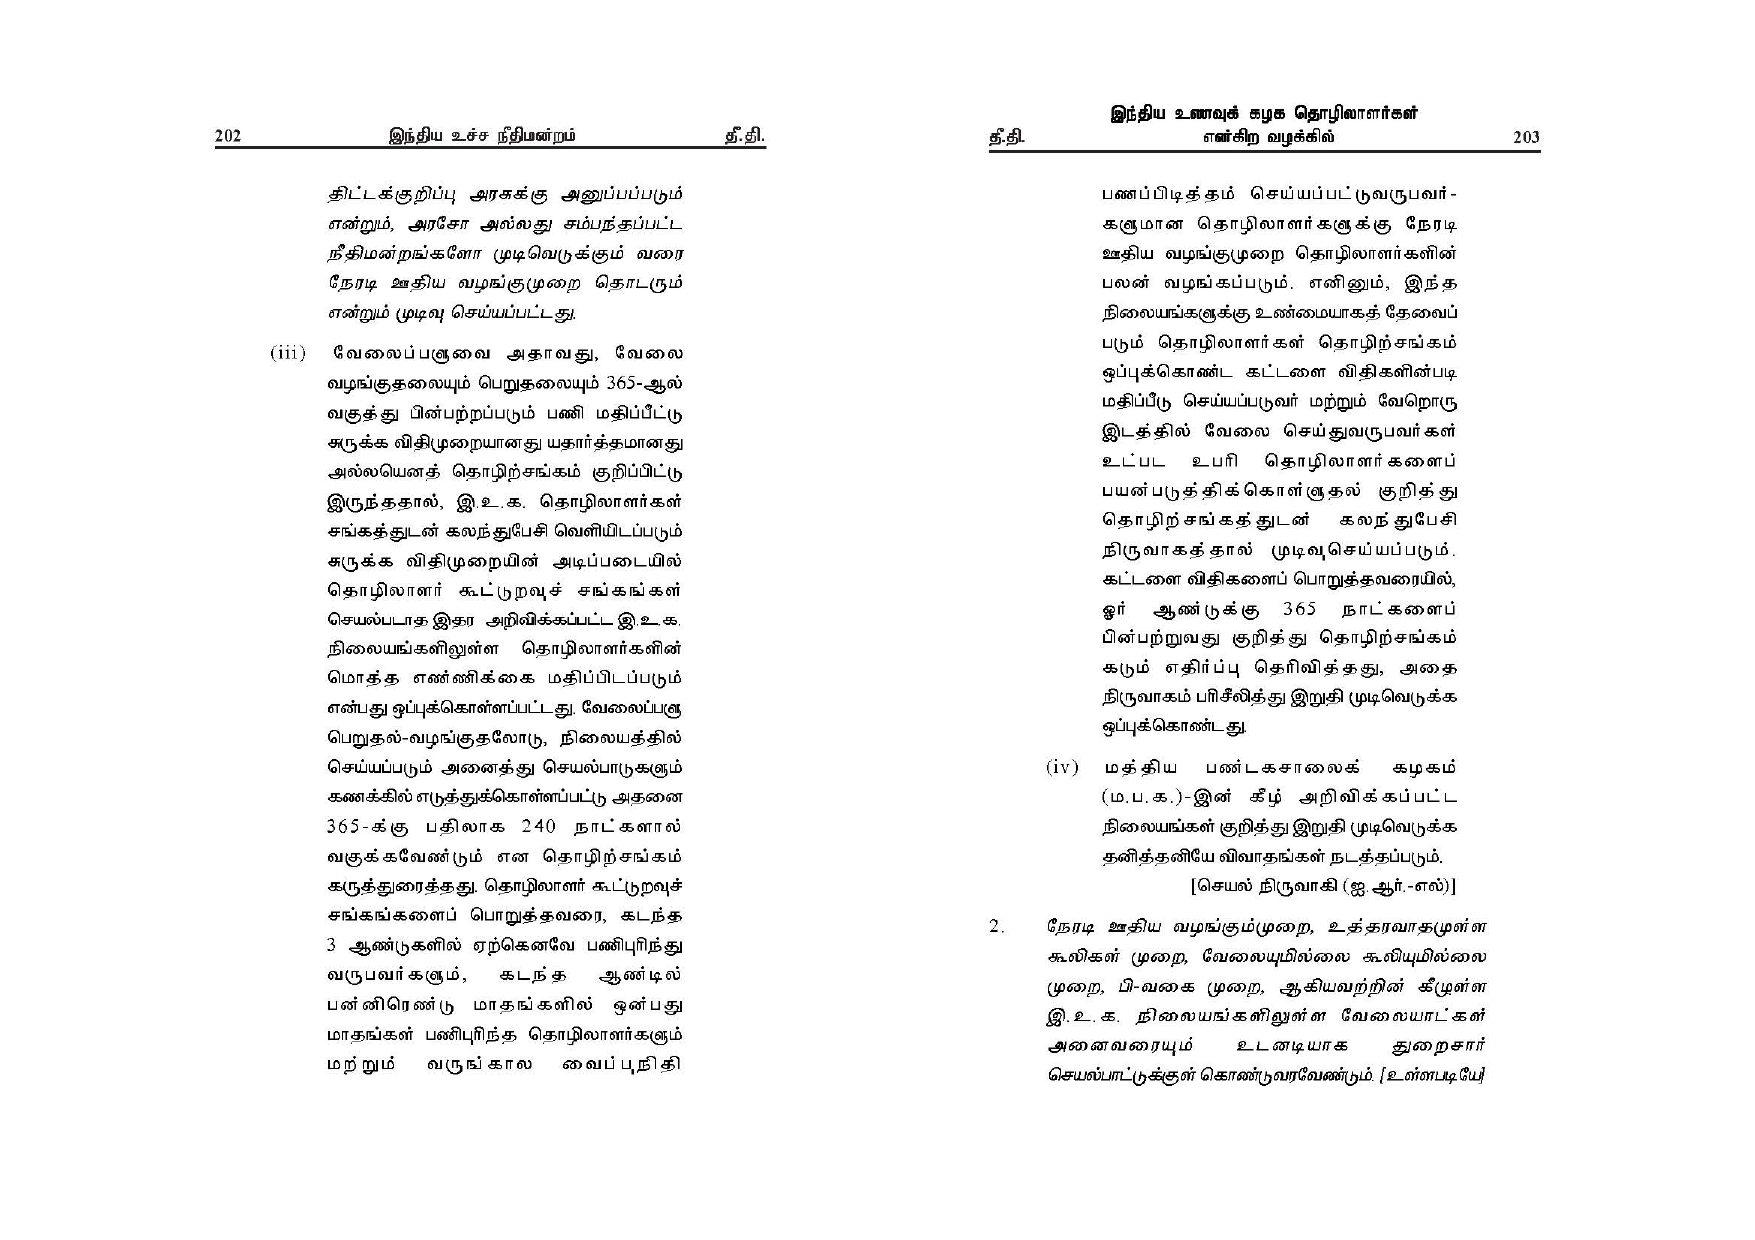 202 இந்திய உச்ச நீதிமன்றம் தீ.தி.
திட்டக்குறிப்பு அரசுக்கு அனுப்பப்படும்
என்றும், அரசோ அல்லது சம்பந்தப்பட்ட
நீதிமன்றங்களோ முடிவெடுக்கும் வரை
நேரடி ஊதிய வழங்குமுறை தொடரும்
என்றும் முடிவு செய்யப்பட்டது.
(iii) வேலைப்பளுவை அதாவது, வேலை
வழங்குதலையும் பெறுதலையும் 365-ஆல்
வகுத்து பின்பற்றப்படும் பணி மதிப்பீட்டு
சுருக்க விதிமுறையானது யதார்த்தமானது
அல்லயெனத் தொழிற்சங்கம் குறிப்பிட்டு
இருந்ததால், இ.உ.க. தொழிலாளர்கள்
சங்கத்துடன் கலந்துபேசி வெளியிடப்படும்
சுருக்க விதிமுறையின் அடிப்படையில்
தொழிலாளர் கூட்டுறவுச் சங்கங்கள்
செயல்படாத இதர அறிவிக்கப்பட்ட இ.உ.க.
நிலையங்களிலுள்ள தொழிலாளர்களின்
மொத்த எண்ணிக்கை மதிப்பிடப்படும்
என்பது ஒப்புக்கொள்ளப்பட்டது. வேலைப்பளு
பெறுதல்-வழங்குதலோடு, நிலையத்தில்
செய்யப்படும் அனைத்து செயல்பாடுகளும்
கணக்கில் எடுத்துக்கொள்ளப்பட்டு அதனை
365-க்கு பதிலாக 240 நாட்களால்
வகுக்கவேண்டும் என தொழிற்சங்கம்
கருத்துரைத்தது. தொழிலாளர் கூட்டுறவுச்
சங்கங்களைப் பொறுத்தவரை, கடந்த
3 ஆண்டுகளில் ஏற்கெனவே பணிபுரிந்து
வருபவர்களும், கடந்த ஆண்டில்
பன்னிரெண்டு மாதங்களில் ஒன்பது
மாதங்கள் பணிபுரிந்த தொழிலாளர்களும்
மற்றும் வருங்கால வைப்புநிதி
இந்திய உணவுக் கழக தொழிலாளர்கள்
தீ.தி. என்கிற வழக்கில் 203
பணப்பிடித்தம் செய்யப்பட்டுவருபவர்-
களுமான தொழிலாளர்களுக்கு நேரடி
ஊதிய வழங்குமுறை தொழிலாளர்களின்
பலன் வழங்கப்படும். எனினும், இந்த
நிலையங்களுக்கு உண்மையாகத் தேவைப்
படும் தொழிலாளர்கள் தொழிற்சங்கம்
ஒப்புக்கொண்ட கட்டளை விதிகளின்படி
மதிப்பீடு செய்யப்படுவர் மற்றும் வேறொரு
இடத்தில் வேலை செய்துவருபவர்கள்
உட்பட உபரி தொழிலாளர்களைப்
பயன்படுத்திக்கொள்ளுதல் குறித்து
தொழிற்சங்கத்துடன் கலந்துபேசி
நிருவாகத்தால் முடிவுசெய்யப்படும்.
கட்டளை விதிகளைப் பொறுத்தவரையில்,
ஓர் ஆண்டுக்கு 365 நாட்களைப்
பின்பற்றுவது குறித்து தொழிற்சங்கம்
கடும் எதிர்ப்பு தெரிவித்தது, அதை
நிருவாகம் பரிசீலித்து இறுதி முடிவெடுக்க
ஒப்புக்கொண்டது.
(iv) மத்திய பண்டகசாலைக் கழகம்
(ம.ப.க.)-இன் கீழ் அறிவிக்கப்பட்ட
நிலையங்கள் குறித்து இறுதி முடிவெடுக்க
தனித்தனியே விவாதங்கள் நடத்தப்படும்.
[செயல் நிருவாகி (ஐ.ஆர்.-எல்)]
2. நேரடி ஊதிய வழங்கும்முறை, உத்தரவாதமுள்ள
கூலிகள் முறை, வேலையுமில்லை கூலியுமில்லை
முறை, பி-வகை முறை, ஆகியவற்றின் கீழுள்ள
இ.உ.க. நிலையங்களிலுள்ள வேலையாட்கள்
அனைவரையும் உடனடியாக துறைசார்
செயல்பாட்டுக்குள் கொண்டுவரவேண்டும். [உள்ளபடியே]